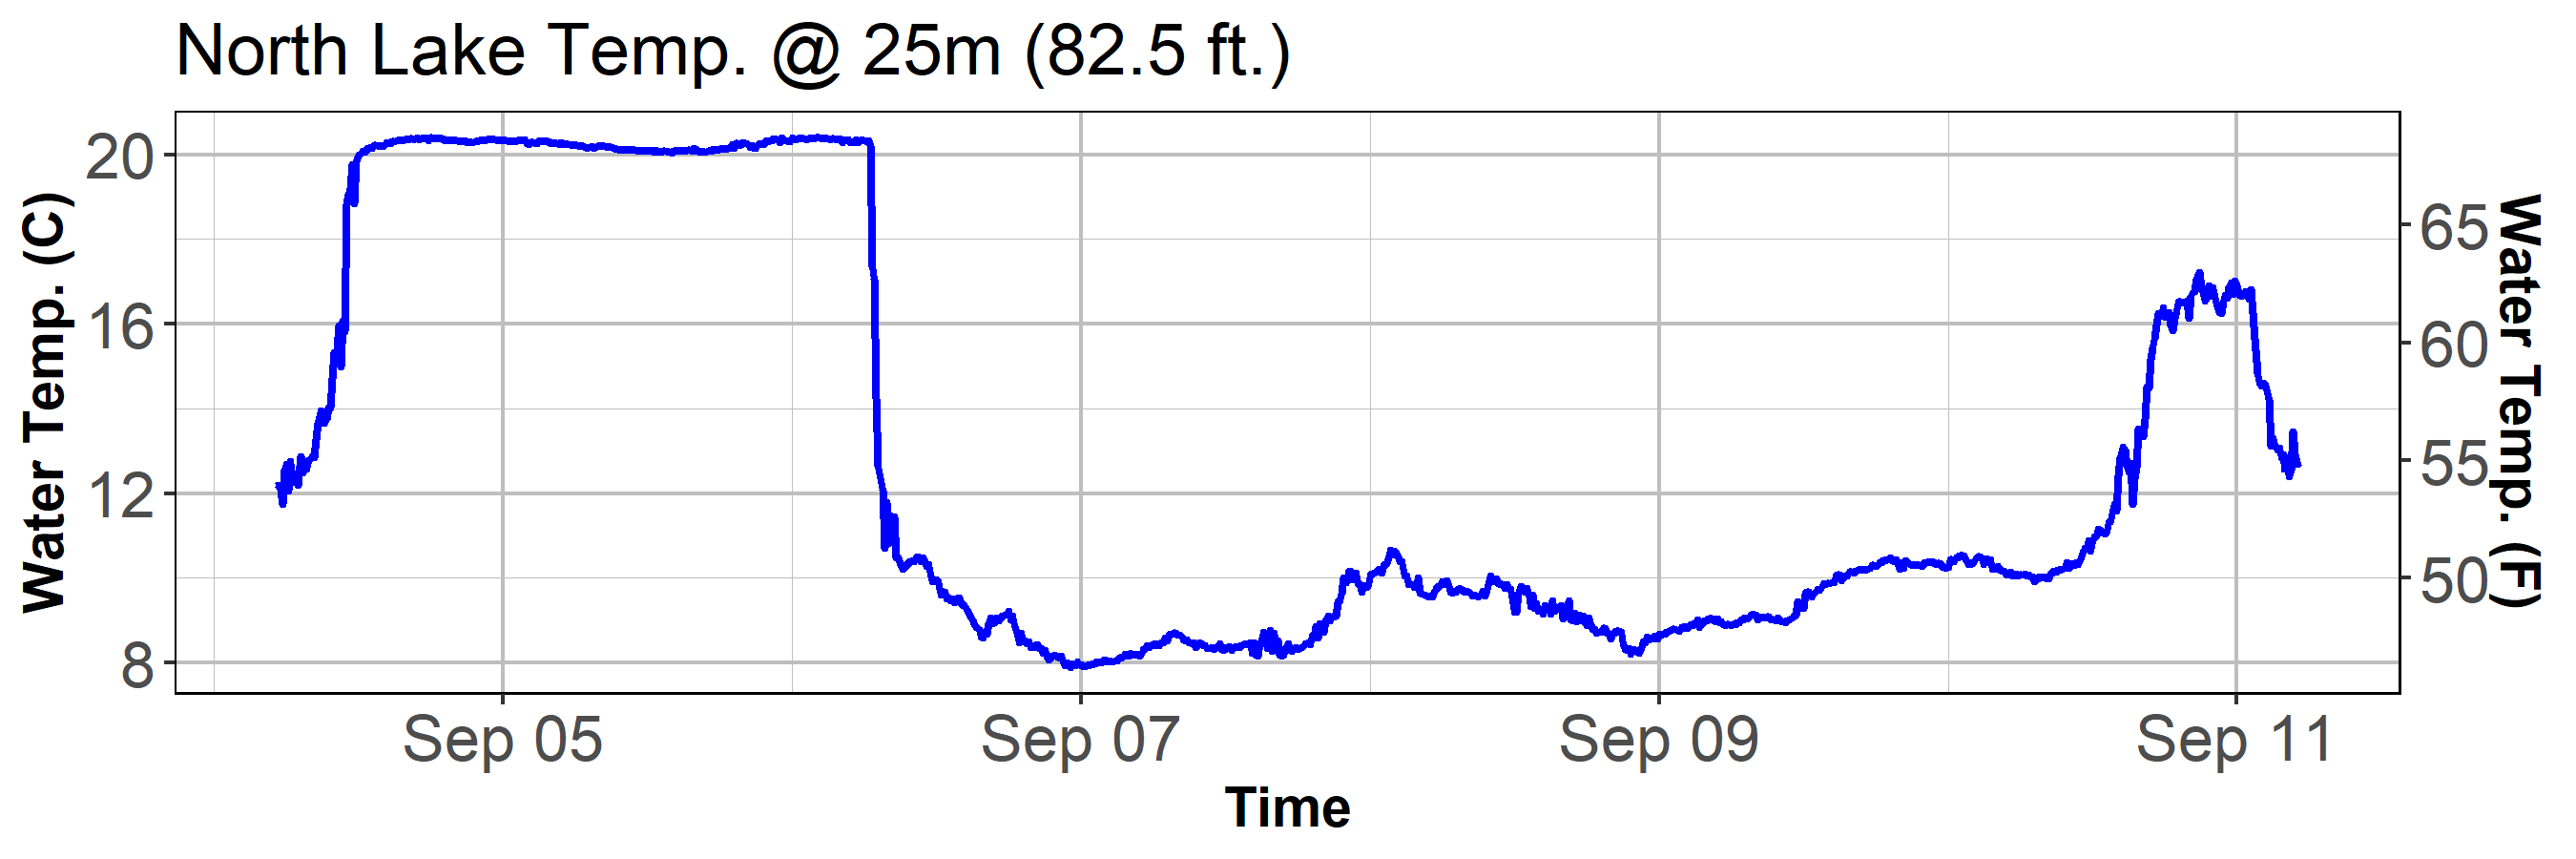 North Lake Temp. @ 25m (82.5 ft.)
Water Temp. (C)
20
16
12
8
65
60
55
50
Water Temp. (F)
Sep 05 Sep 07 Sep 09 Sep 11
Time